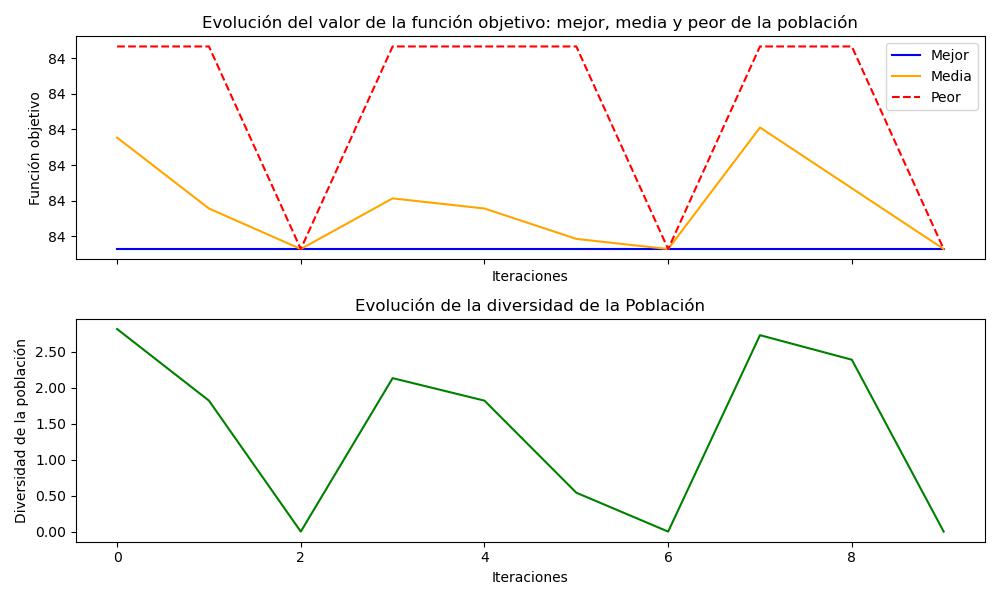 Evolución del valor de la función objetivo: mejor, media y peor de la población
Función objetivo
84
84
84
84
84
84
Mejor
Media
Peor
Iteraciones
Evolución de la diversidad de la Población
Diversidad de la población
2.50
2.00
1.50
1.00
0.50
0.00
0 2 4 6 8
Iteraciones